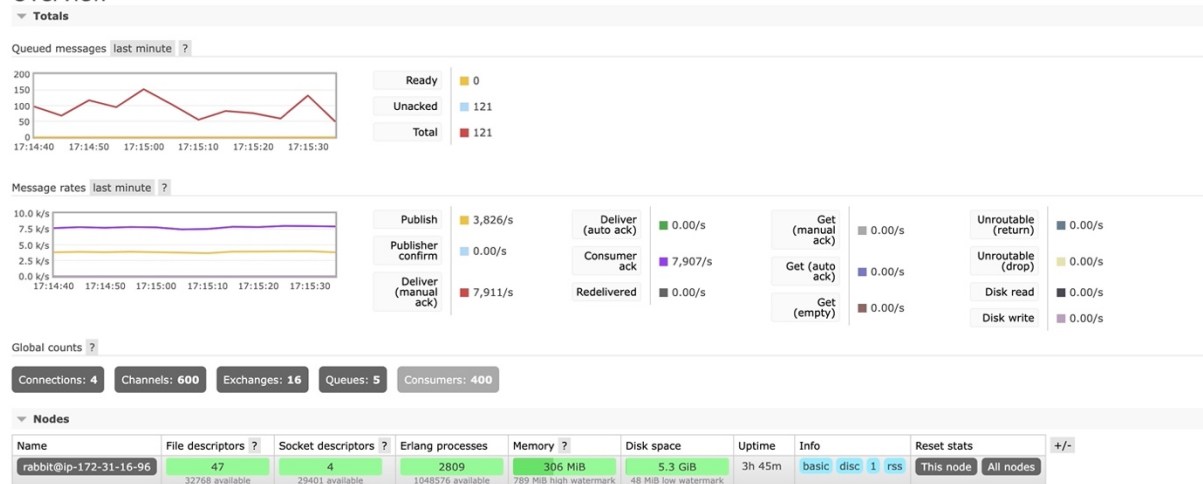 Totals
Queued messages last minute ?
200
150
100
50
0
17:14:40 17:14:50 17:15:00 17:15:10 17:15:20 17:15:30
Ready 0
Unacked 121
Total 121
Message rates last minute ?
10.0 k/s
7.5 k/s
5.0 k/s
2.5 k/s
0.0 k/s
17:14:40 17:14:50 17:15:00 17:15:10 17:15:20 17:15:30
Publish 3,826/s
Publisher
confirm 0.00/s
Deliver
(manual
ack) 7,911/s
Deliver
(auto ack) 0.00/s
Consumer
ack 7,907/s
Redelivered 0.00/s
Get
(manual
ack) 0.00/s
Get (auto
ack) 0.00/s
Get
(empty) 0.00/s
Unroutable
(return) 0.00/s
Unroutable
(drop) 0.00/s
Disk read 0.00/s
Disk write 0.00/s
Global counts ?
Connections: 4 Channels: 600 Exchanges: 16 Queues: 5 Consumers: 400
Nodes
Name File descriptors ? Socket descriptors ? Erlang processes Memory ? Disk space Uptime Info Reset stats +/-
rabbit@ip-172-31-16-96 47 4 2809 306 MiB 5.3 GiB 3h 45m basic disc 1 rss This node All nodes
32768 available 29401 available 1048576 available 789 MiB high watermark 48 MiB low watermark